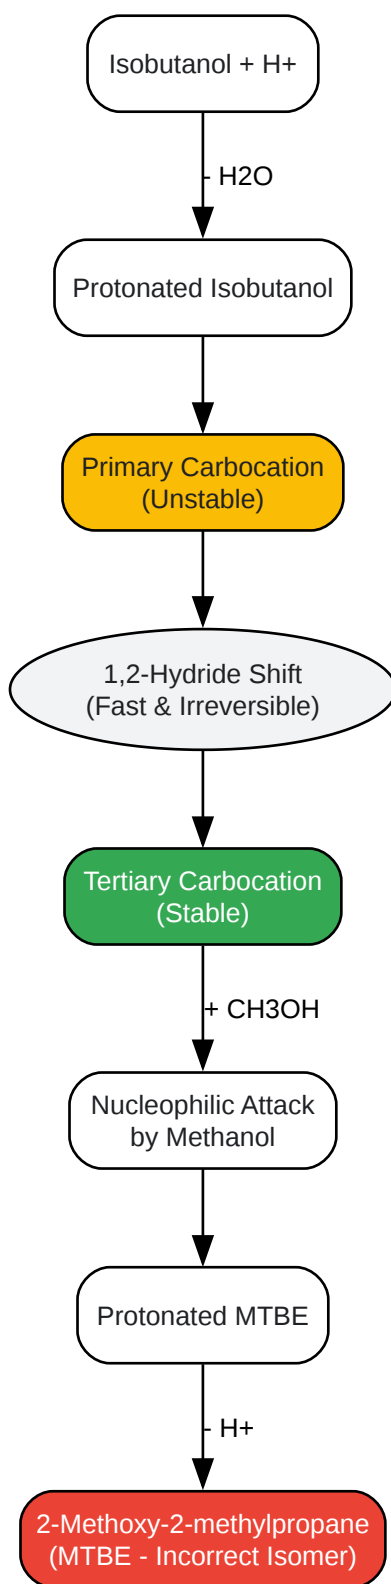 Isobutanol + H+
- H2O
Protonated Isobutanol
Primary Carbocation
(Unstable)
1,2-Hydride Shift
(Fast & Irreversible)
Tertiary Carbocation
(Stable)
+ CH3OH
Nucleophilic Attack
by Methanol
Protonated MTBE
- H+
2-Methoxy-2-methylpropane
(MTBE - Incorrect Isomer)